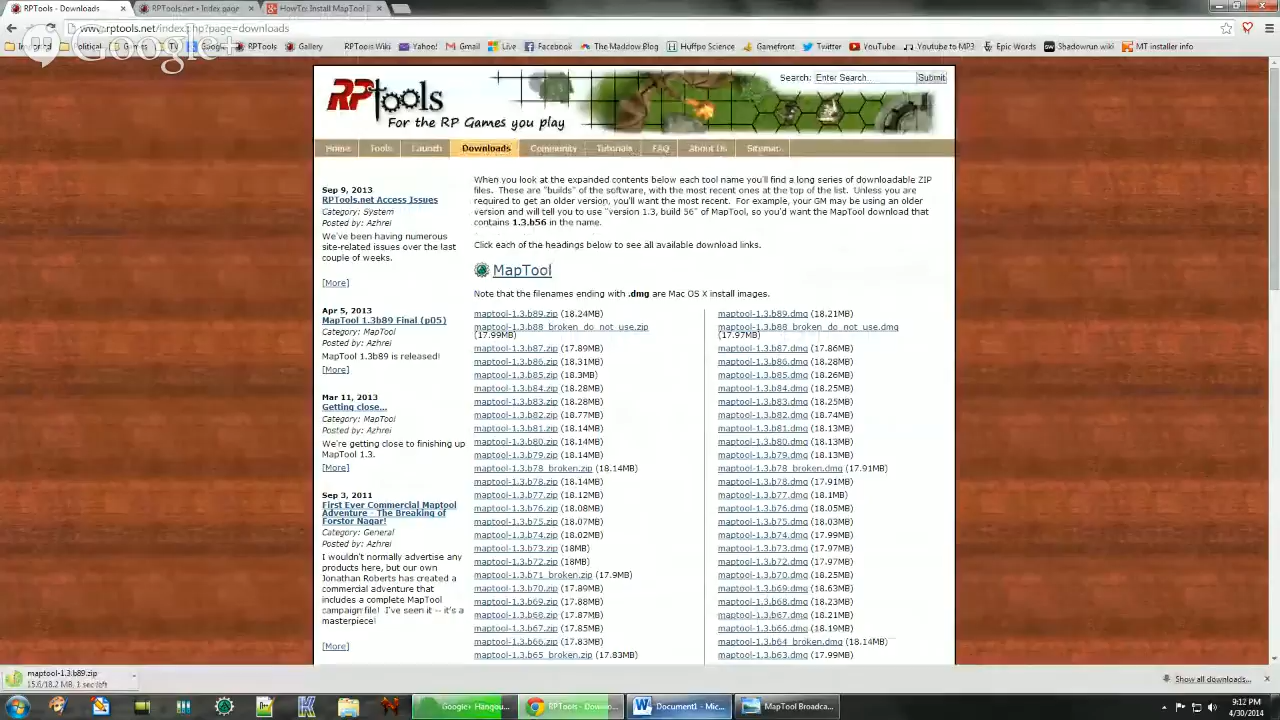 RPTools - Downloads
RPTools.net • Index page
HowTo: Install MapTool
www.rptools.net/index.php?page=downloads
Google+
RPTools
Gallery
RPTools Wiki
Yahoo!
Gmail
Live
Facebook
The Maddow Blog
Huffpo Science
Gamefront
Twitter
YouTube
Youtube to MP3
Epic Words
Shadowrun wiki
MT installer info
RPtools
For the RP Games you play
Search: Enter Search.. Submit
Home Tools Launch Downloads Community Tutorials FAQ About Us Sitemap
Sep 9, 2013
RPTools.net Access Issues
Category: System
Posted by: Azhrei
We've been having numerous
site-related issues over the last
couple of weeks.
[More]
Apr 5, 2013
MapTool 1.3b89 Final (p05)
Category: MapTool
Posted by: Azhrei
MapTool 1.3b89 is released!
[More]
Mar 11, 2013
Getting close...
Category: MapTool
Posted by: Azhrei
We're getting close to finishing up
MapTool 1.3.
[More]
Sep 3, 2011
First Ever Commercial Maptool
Adventure - The Breaking of
Forstor Nagar!
Category: General
Posted by: Azhrei
I wouldn't normally advertise any
products here, but our own
Jonathan Roberts has created a
commercial adventure that
includes a complete MapTool
campaign file! I've seen it -- it's a
masterpiece!
[More]
When you look at the expanded contents below each tool name you'll find a long series of downloadable ZIP
files. These are "builds" of the software, with the most recent ones at the top of the list. Unless you are
required to get an older version, you'll want the most recent. For example, your GM may be using an older
version and will tell you to use "version 1.3, build 56" of MapTool, so you'd want the MapTool download that
contains 1.3.b56 in the name.
Click each of the headings below to see all available download links.
MapTool
Note that the filenames ending with .dmg are Mac OS X install images.
maptool-1.3.b89.zip (18.24MB)
maptool-1.3.b88_broken_do_not_use.zip
(17.99MB)
maptool-1.3.b87.zip (17.89MB)
maptool-1.3.b86.zip (18.31MB)
maptool-1.3.b85.zip (18.3MB)
maptool-1.3.b84.zip (18.28MB)
maptool-1.3.b83.zip (18.28MB)
maptool-1.3.b82.zip (18.77MB)
maptool-1.3.b81.zip (18.14MB)
maptool-1.3.b80.zip (18.14MB)
maptool-1.3.b79.zip (18.14MB)
maptool-1.3.b78_broken.zip (18.14MB)
maptool-1.3.b78.zip (18.14MB)
maptool-1.3.b77.zip (18.12MB)
maptool-1.3.b76.zip (18.08MB)
maptool-1.3.b75.zip (18.07MB)
maptool-1.3.b74.zip (18.02MB)
maptool-1.3.b73.zip (18MB)
maptool-1.3.b72.zip (18MB)
maptool-1.3.b71_broken.zip (17.9MB)
maptool-1.3.b70.zip (17.89MB)
maptool-1.3.b69.zip (17.88MB)
maptool-1.3.b68.zip (17.87MB)
maptool-1.3.b67.zip (17.85MB)
maptool-1.3.b66.zip (17.83MB)
maptool-1.3.b65_broken.zip (17.83MB)
maptool-1.3.b89.dmg (18.21MB)
maptool-1.3.b88_broken_do_not_use.dmg
(17.97MB)
maptool-1.3.b87.dmg (17.86MB)
maptool-1.3.b86.dmg (18.28MB)
maptool-1.3.b85.dmg (18.26MB)
maptool-1.3.b84.dmg (18.25MB)
maptool-1.3.b83.dmg (18.25MB)
maptool-1.3.b82.dmg (18.74MB)
maptool-1.3.b81.dmg (18.13MB)
maptool-1.3.b80.dmg (18.13MB)
maptool-1.3.b79.dmg (18.13MB)
maptool-1.3.b78_broken.dmg (17.91MB)
maptool-1.3.b78.dmg (17.91MB)
maptool-1.3.b77.dmg (18.1MB)
maptool-1.3.b76.dmg (18.05MB)
maptool-1.3.b75.dmg (18.03MB)
maptool-1.3.b74.dmg (17.99MB)
maptool-1.3.b73.dmg (17.97MB)
maptool-1.3.b72.dmg (17.97MB)
maptool-1.3.b70.dmg (18.25MB)
maptool-1.3.b69.dmg (18.63MB)
maptool-1.3.b68.dmg (18.23MB)
maptool-1.3.b67.dmg (18.21MB)
maptool-1.3.b66.dmg (18.19MB)
maptool-1.3.b64_broken.dmg (18.14MB)
maptool-1.3.b63.dmg (17.99MB)
maptool-1.3.b89.zip
15.6/18.2 MB, 1 sec left
Show all downloads...
Google+ Hangou...
RPTools - Downlo...
Document1 - Mic...
MapTool Broadca...
9:12 PM
4/30/2014